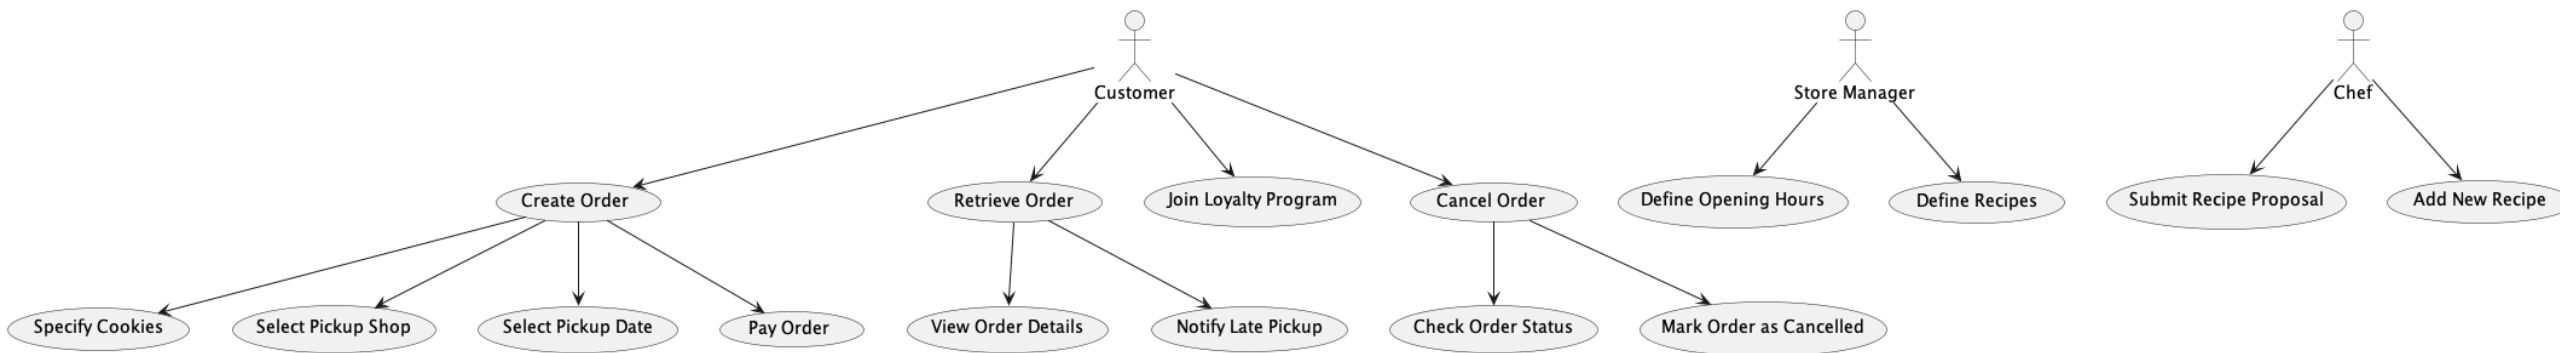 Customer
Store Manager
Chef
Create Order
Retrieve Order
Join Loyalty Program
Cancel Order
Define Opening Hours
Define Recipes
Submit Recipe Proposal
Add New Recipe
Specify Cookies
Select Pickup Shop
Select Pickup Date
Pay Order
View Order Details
Notify Late Pickup
Check Order Status
Mark Order as Cancelled